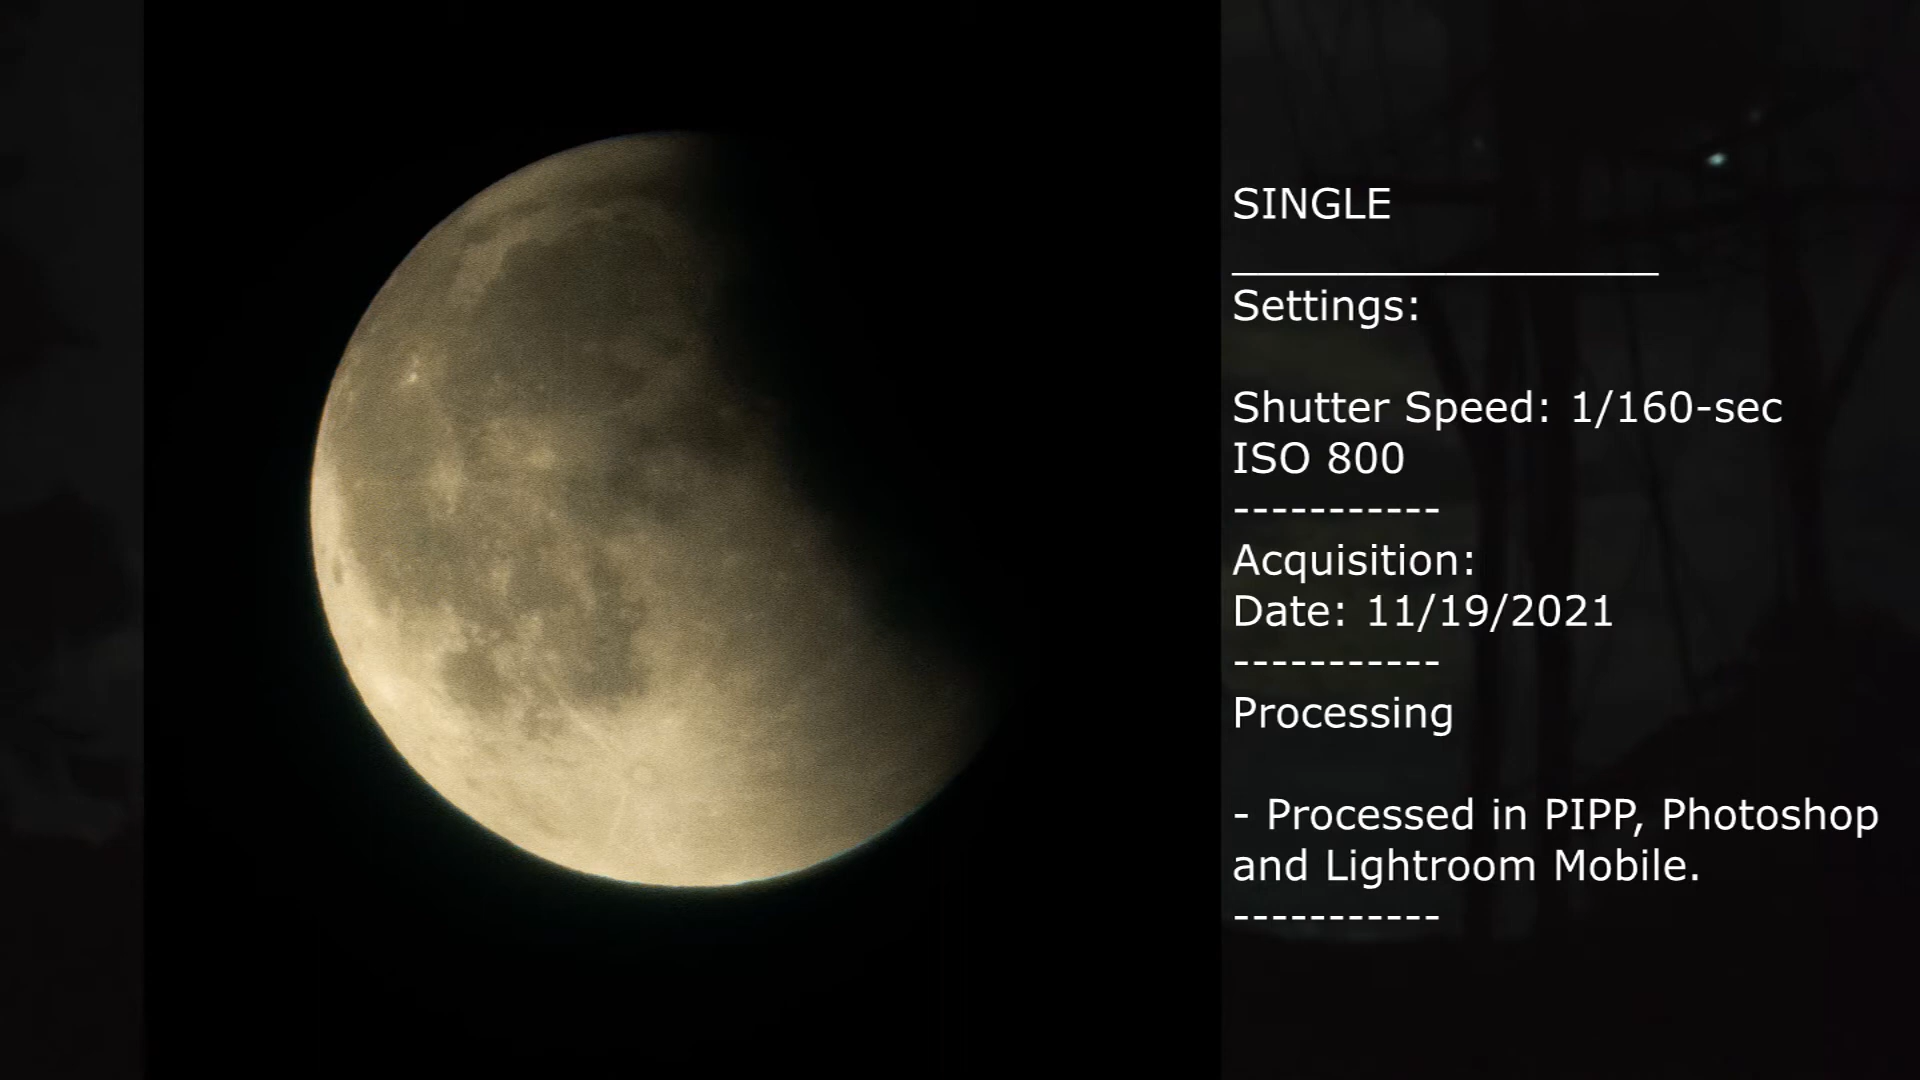 SINGLE
____________________
Settings:
Shutter Speed: 1/160-sec
ISO 800
-----------
Acquisition:
Date: 11/19/2021
-----------
Processing
- Processed in PIPP, Photoshop
and Lightroom Mobile.
-----------